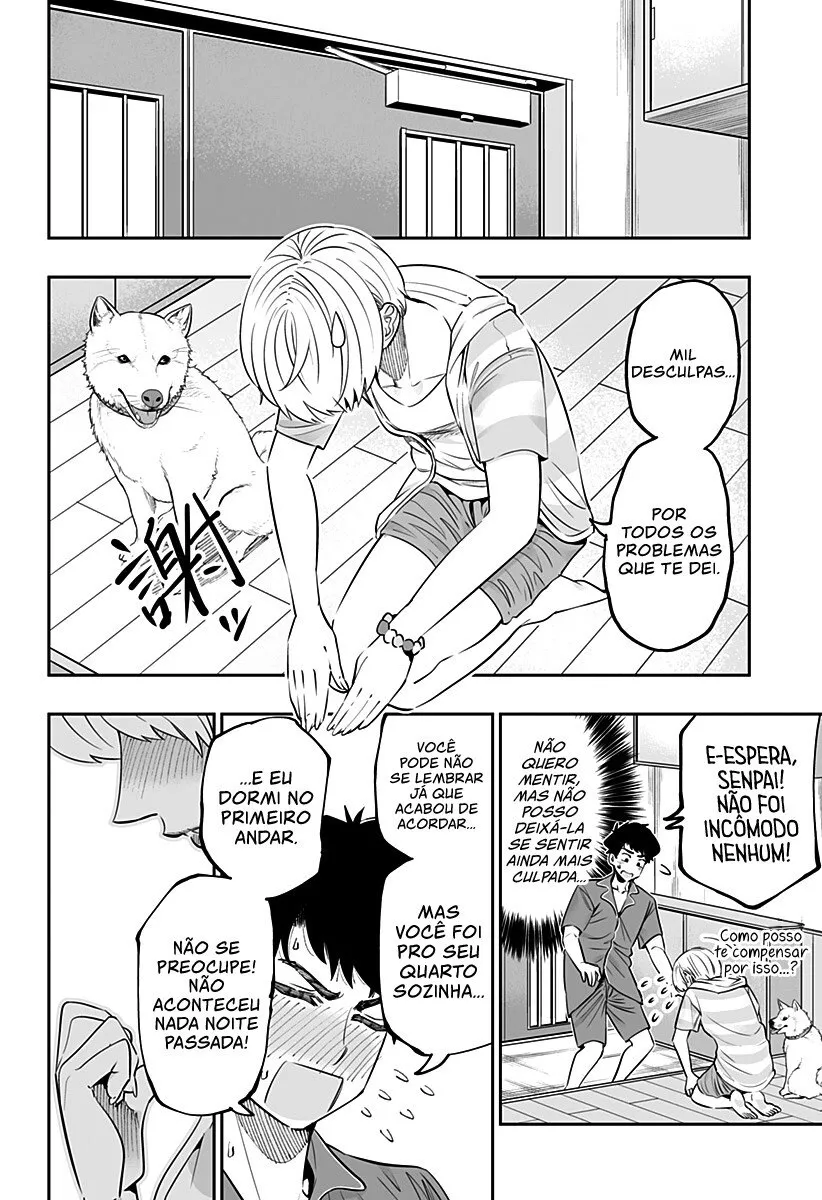 MIL
DESCULPAS...
POR
TODOS OS
PROBLEMAS
QUE TE DEI.
謝
E-ESPERA,
SENPAI!
NÃO FOI
INCÔMODO
NENHUM!
NÃO
QUERO
MENTIR,
MAS NÃO
POSSO
DEIXÁ-LA
SE SENTIR
AINDA MAIS
CULPADA...
Como posso
te compensar
por isso...?
VOCÊ
PODE NÃO
SE LEMBRAR
JÁ QUE
ACABOU DE
ACORDAR...
MAS
VOCÊ FOI
PRO SEU
QUARTO
SOZINHA...
...E EU
DORMI NO
PRIMEIRO
ANDAR.
NÃO SE
PREOCUPE!
NÃO
ACONTECEU
NADA NOITE
PASSADA!